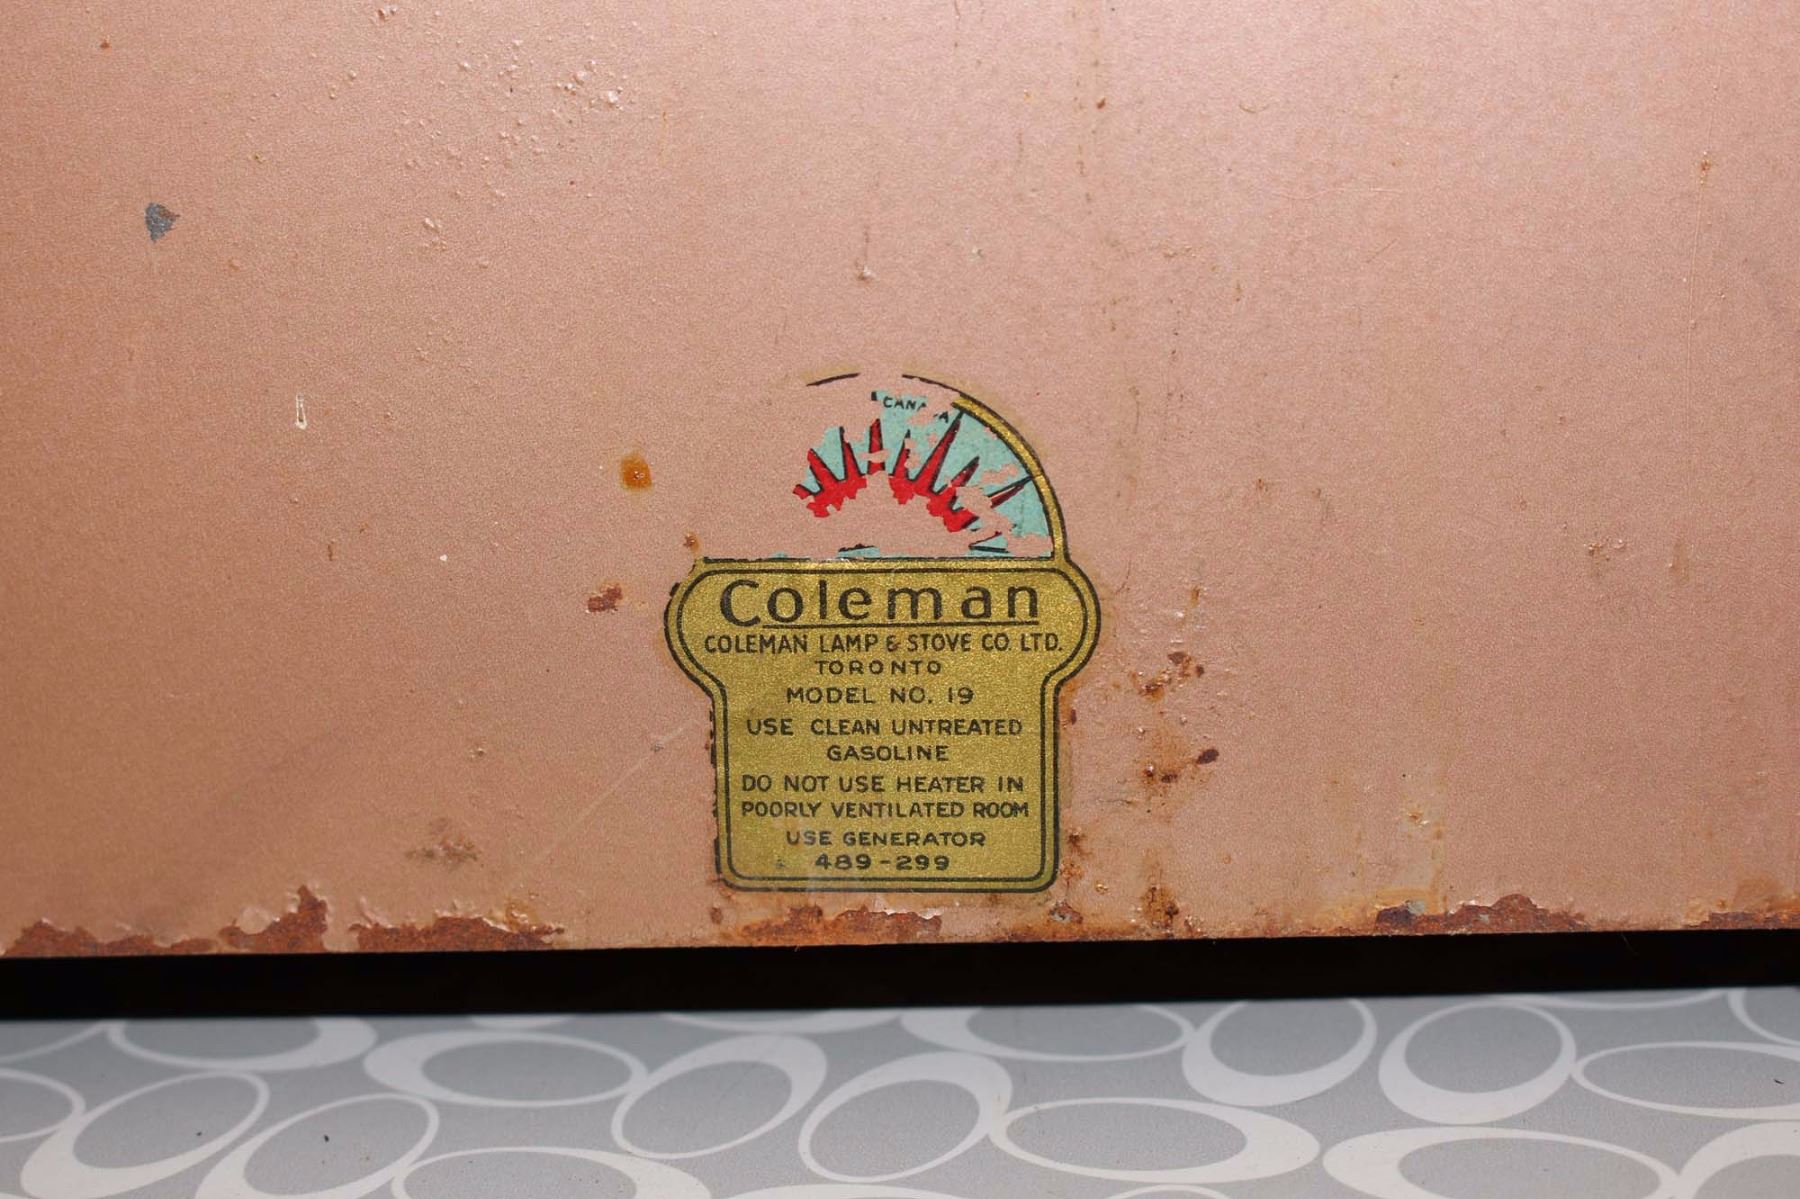 Coleman
COLEMAN LAMP & STOVE CO. LTD.
TORONTO
MODEL NO. 19
USE CLEAN UNTREATED
GASOLINE
DO NOT USE HEATER IN
POORLY VENTILATED ROOM
USE GENERATOR
489-299